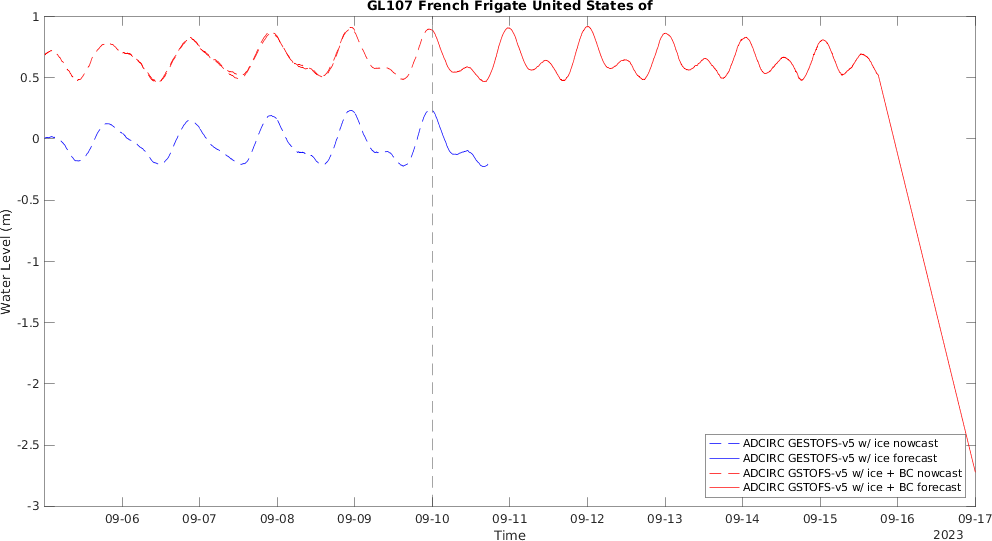 GL107 French Frigate United States of
1
0.5
0
-0.5
-1
-1.5
-2
-2.5
-3
Water Level (m)
09-06 09-07 09-08 09-09 09-10 09-11 09-12 09-13 09-14 09-15 09-16 09-17
2023
Time
ADCIRC GESTOFS-v5 w/ ice nowcast
ADCIRC GESTOFS-v5 w/ ice forecast
ADCIRC GSTOFS-v5 w/ ice + BC nowcast
ADCIRC GSTOFS-v5 w/ ice + BC forecast